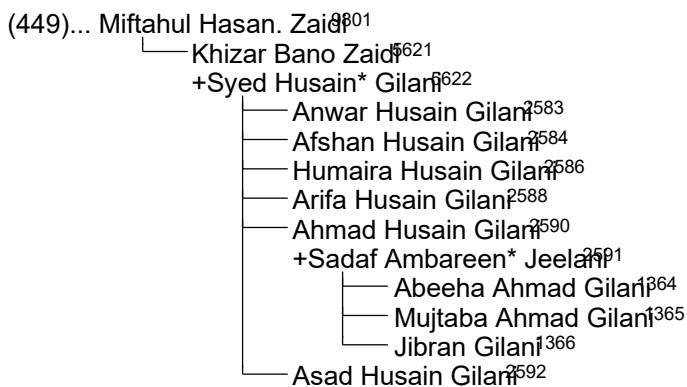 (449)... Miftahul Hasan. Zaidi9801
Khizar Bano Zaidi5621
+Syed Husain* Gilani5622
Anwar Husain Gilani2583
Afshan Husain Gilani2584
Humaira Husain Gilani2586
Arifa Husain Gilani2588
Ahmad Husain Gilani2590
+Sadaf Ambareen* Jeelani2591
Abeeha Ahmad Gilani1364
Mujtaba Ahmad Gilani1365
Jibran Gilani1366
Asad Husain Gilani2592